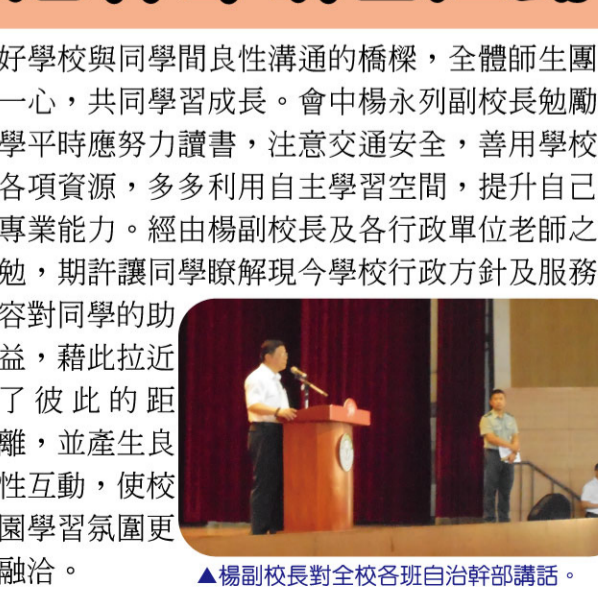 好學校與同學間良性溝通的橋樑,全體師生團
一心,共同學習成長。會中楊永列副校長勉勵
學平時應努力讀書,注意交通安全,善用學校
各項資源,多多利用自主學習空間,提升自己
專業能力。經由楊副校長及各行政單位老師之
勉,期許讓同學瞭解現今學校行政方針及服務
容對同學的助
益,藉此拉近
了彼此的距
離,並產生良
性互動,使校
園學習氛圍更
融洽。
▲楊副校長對全校各班自治幹部講話。